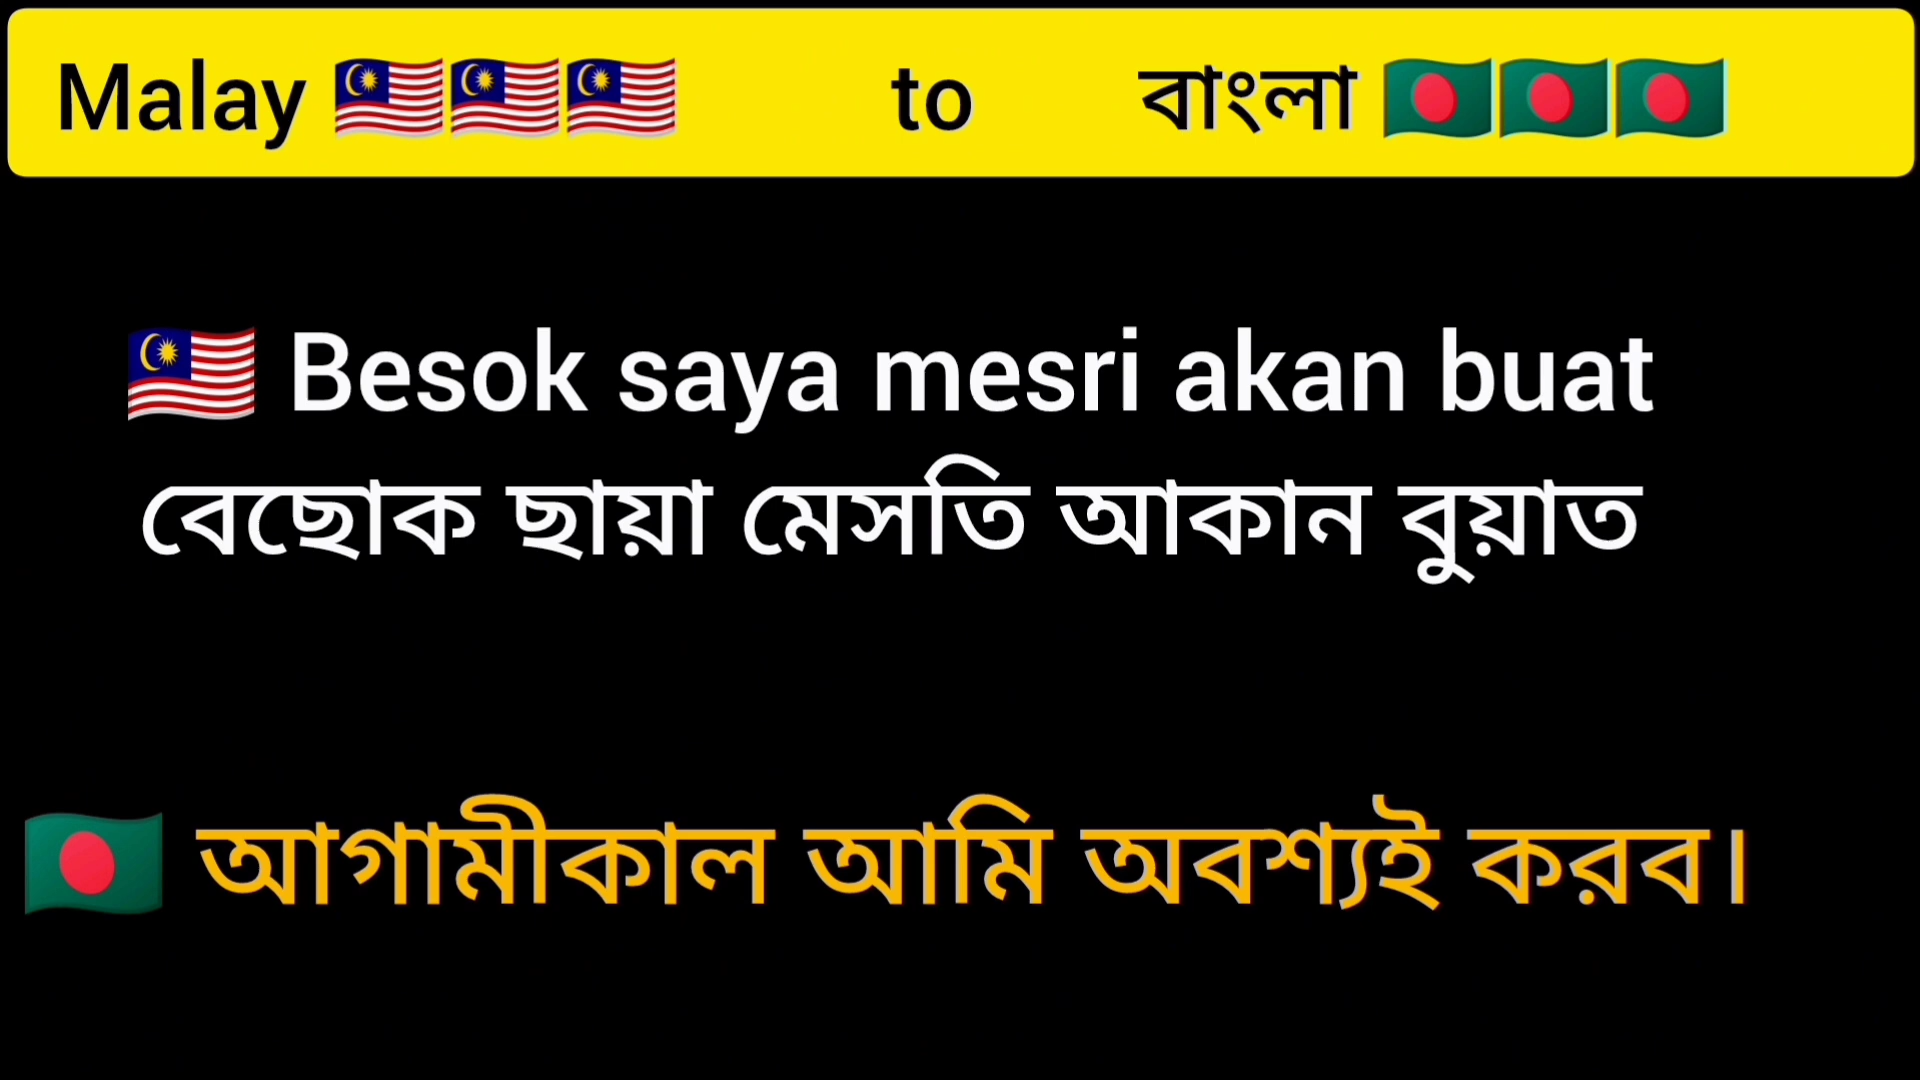 Malay 🇲🇾🇲🇾🇲🇾 to বাংলা 🇧🇩🇧🇩🇧🇩
🇲🇾 Besok saya mesri akan buat
বেছোক ছায়া মেসতি আকান বুয়াত
🇧🇩 আগামীকাল আমি অবশ্যই করব।